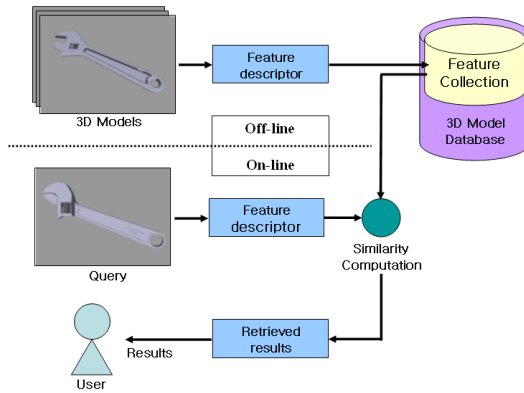 Feature
descriptor
Feature
Collection
3D Models
3D Model
Database
Off-line
On-line
Feature
descriptor
Similarity
Computation
Query
Retrieved
results
Results
User